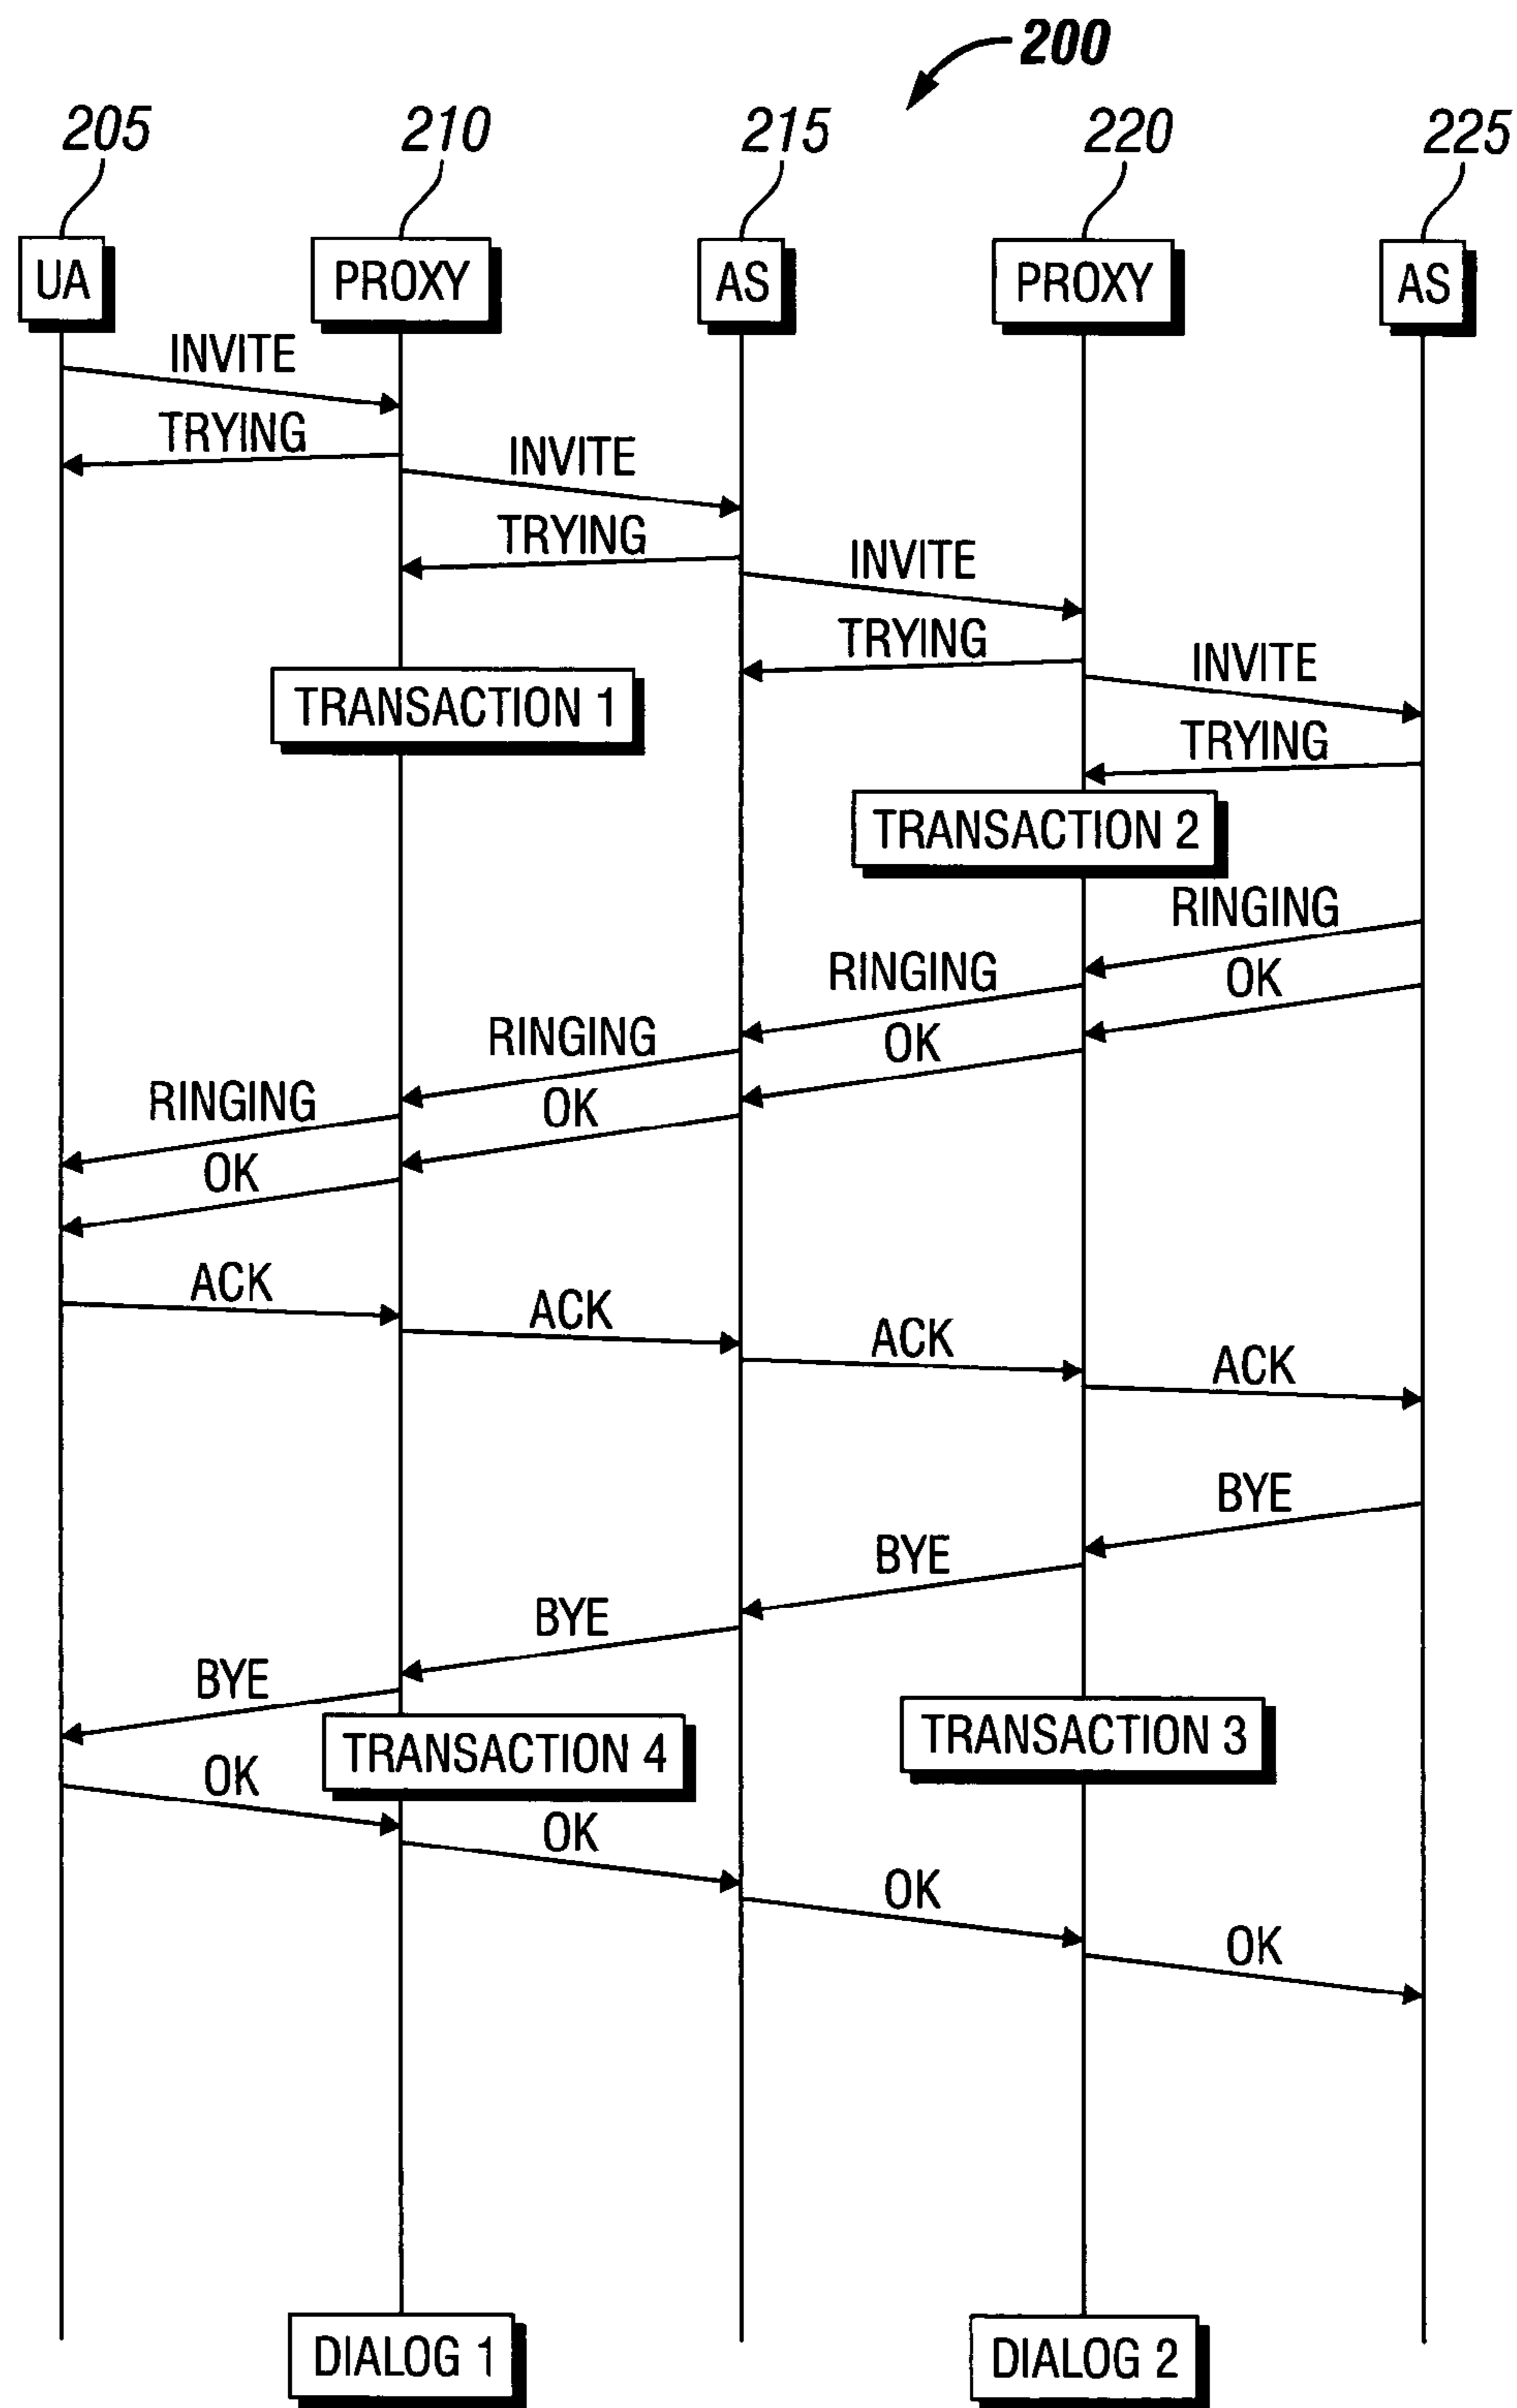 200
205 210 215 220 225
UA PROXY AS PROXY AS
INVITE
TRYING
INVITE
TRYING
INVITE
TRYING
INVITE
TRANSACTION 1
TRYING
TRANSACTION 2
RINGING
RINGING
OK
RINGING
OK
RINGING
OK
OK
ACK
ACK
ACK
ACK
BYE
BYE
BYE
BYE
TRANSACTION 3
TRANSACTION 4
OK
OK
OK
OK
DIALOG 1 DIALOG 2